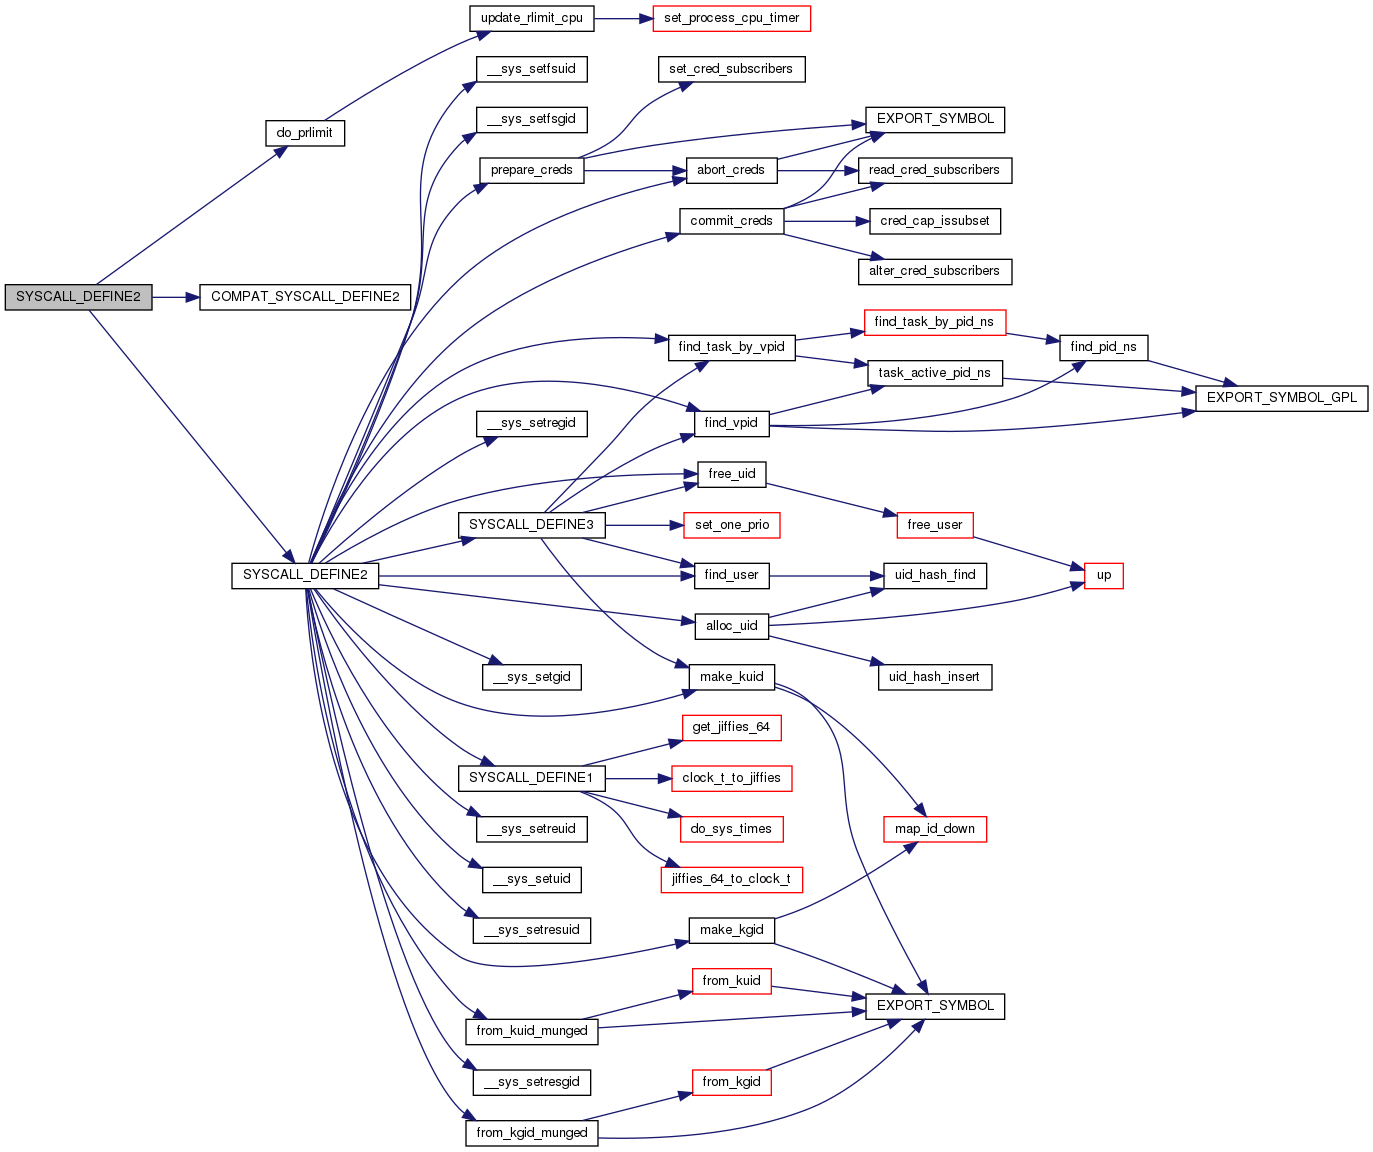 update_rlimit_cpu
set_process_cpu_timer
__sys_setfsuid
set_cred_subscribers
__sys_setfsgid
EXPORT_SYMBOL
do_prlimit
prepare_creds
abort_creds
read_cred_subscribers
commit_creds
cred_cap_issubset
alter_cred_subscribers
SYSCALL_DEFINE2
COMPAT_SYSCALL_DEFINE2
find_task_by_pid_ns
find_task_by_vpid
find_pid_ns
task_active_pid_ns
EXPORT_SYMBOL_GPL
__sys_setregid
find_vpid
free_uid
SYSCALL_DEFINE3
set_one_prio
free_user
SYSCALL_DEFINE2
find_user
uid_hash_find
up
alloc_uid
__sys_setgid
make_kuid
uid_hash_insert
get_jiffies_64
SYSCALL_DEFINE1
clock_t_to_jiffies
__sys_setreuid
do_sys_times
map_id_down
__sys_setuid
jiffies_64_to_clock_t
__sys_setresuid
make_kgid
from_kuid
EXPORT_SYMBOL
from_kuid_munged
__sys_setresgid
from_kgid
from_kgid_munged